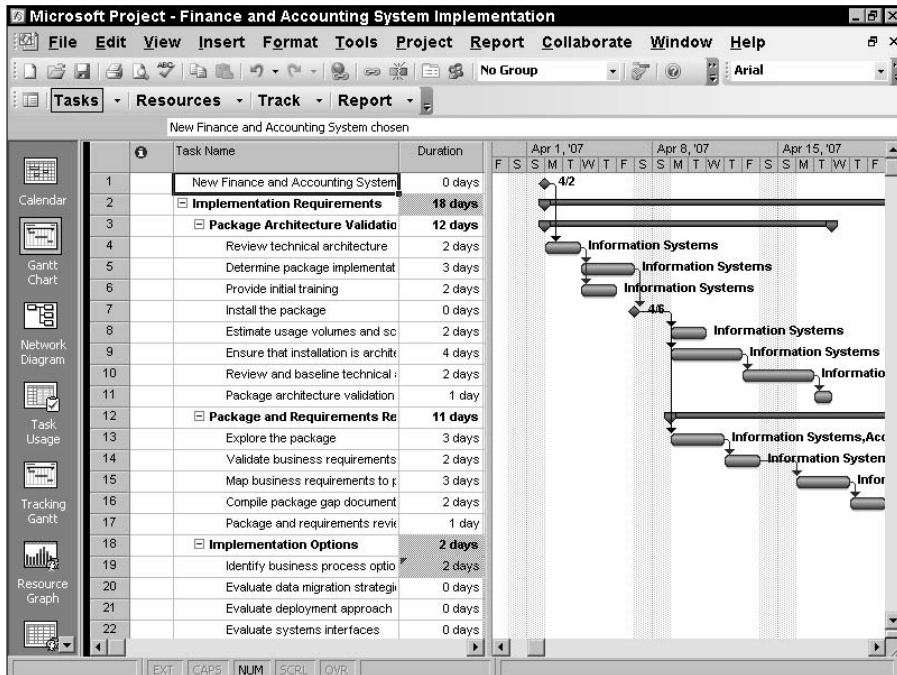 Microsoft Project - Finance and Accounting System Implementation
File Edit View Insert Format Tools Project Report Collaborate Window Help
No Group Arial
Tasks Resources Track Report
New Finance and Accounting System chosen
Task Name Duration Apr 1, '07 Apr 8, '07 Apr 15, '07
F S S M T W T F S S M T W T F S S M T W T F
Calendar
Gantt Chart
Network Diagram
Task Usage
Tracking Gantt
Resource Graph
1 New Finance and Accounting System 0 days 4/2
2 Implementation Requirements 18 days
3 Package Architecture Validatio 12 days
4 Review technical architecture 2 days Information Systems
5 Determine package implementat 3 days Information Systems
6 Provide initial training 2 days Information Systems
7 Install the package 0 days 4/6
8 Estimate usage volumes and sc 2 days Information Systems
9 Ensure that installation is archite 4 days Information Systems
10 Review and baseline technical 2 days Informatio
11 Package architecture validation 1 day
12 Package and Requirements Re 11 days
13 Explore the package 3 days Information Systems,Acc
14 Validate business requirements 2 days Information System
15 Map business requirements to p 3 days Infor
16 Compile package gap document 2 days
17 Package and requirements revie 1 day
18 Implementation Options 2 days
19 Identify business process optio 2 days
20 Evaluate data migration strategi 0 days
21 Evaluate deployment approach 0 days
22 Evaluate systems interfaces 0 days
EXT CAPS NUM SCRL OVR